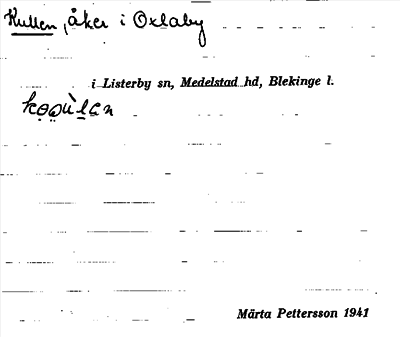 Kullen, åker i Oxlaby
i Listerby sn, Medelstad hd, Blekinge l.
Märta Pettersson 1941